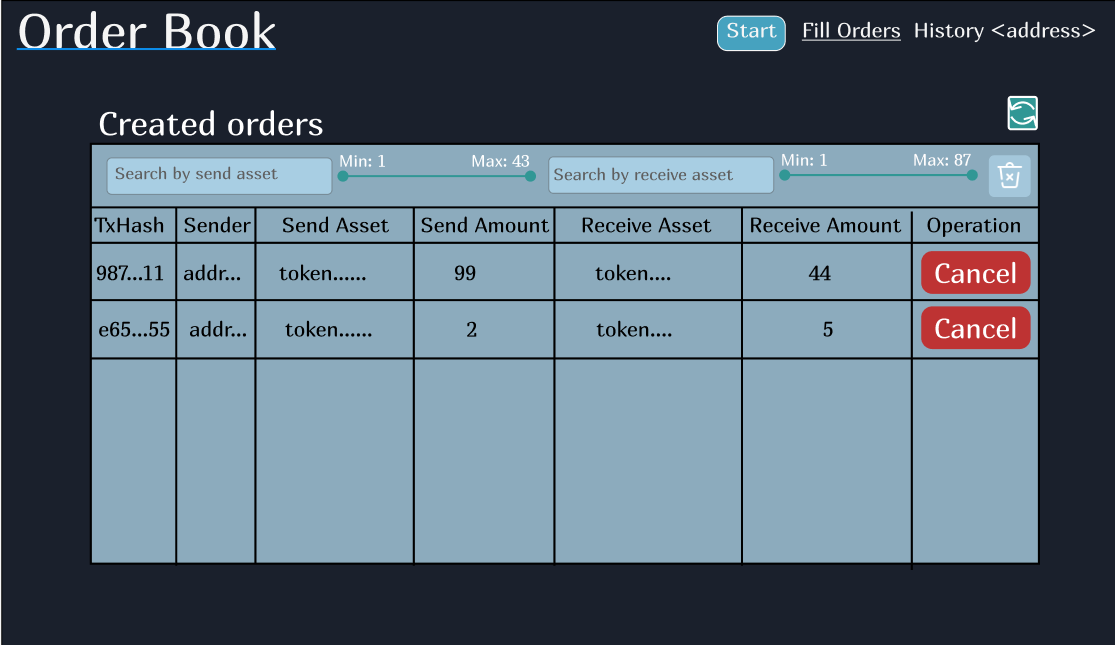 Order Book
Start Fill Orders History <address>
Created orders
Search by send asset Min: 1 Max: 43 Search by receive asset Min: 1 Max: 87
TxHash Sender Send Asset Send Amount Receive Asset Receive Amount Operation
987...11 addr... token...... 99 token.... 44 Cancel
e65...55 addr... token...... 2 token.... 5 Cancel